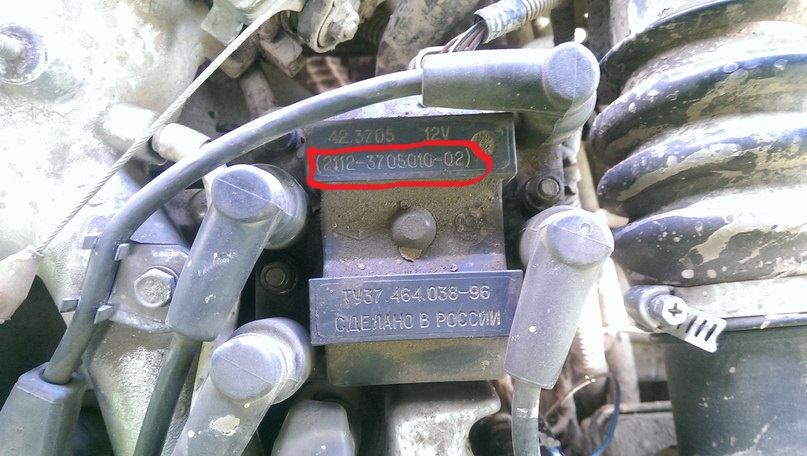 42.3705 12V
(2112-3705010-02)
ТУ37.464.038-96
СДЕЛАНО В РОССИИ